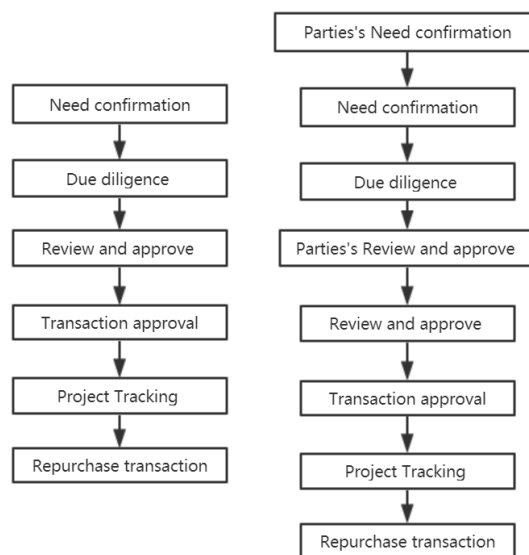 Need confirmation
Due diligence
Review and approve
Transaction approval
Project Tracking
Repurchase transaction
Parties's Need confirmation
Need confirmation
Due diligence
Parties's Review and approve
Review and approve
Transaction approval
Project Tracking
Repurchase transaction